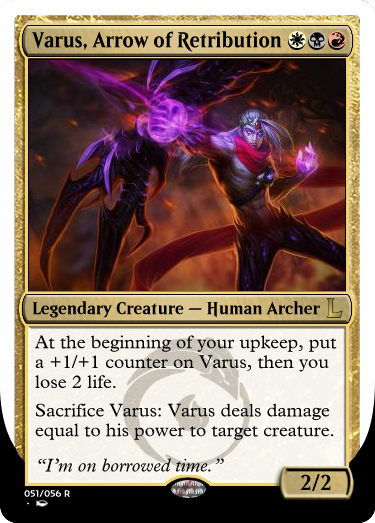 Varus, Arrow of Retribution
Legendary Creature — Human Archer
At the beginning of your upkeep, put
a +1/+1 counter on Varus, then you
lose 2 life.
Sacrifice Varus: Varus deals damage
equal to his power to target creature.
"I'm on borrowed time."
2/2
051/056 R